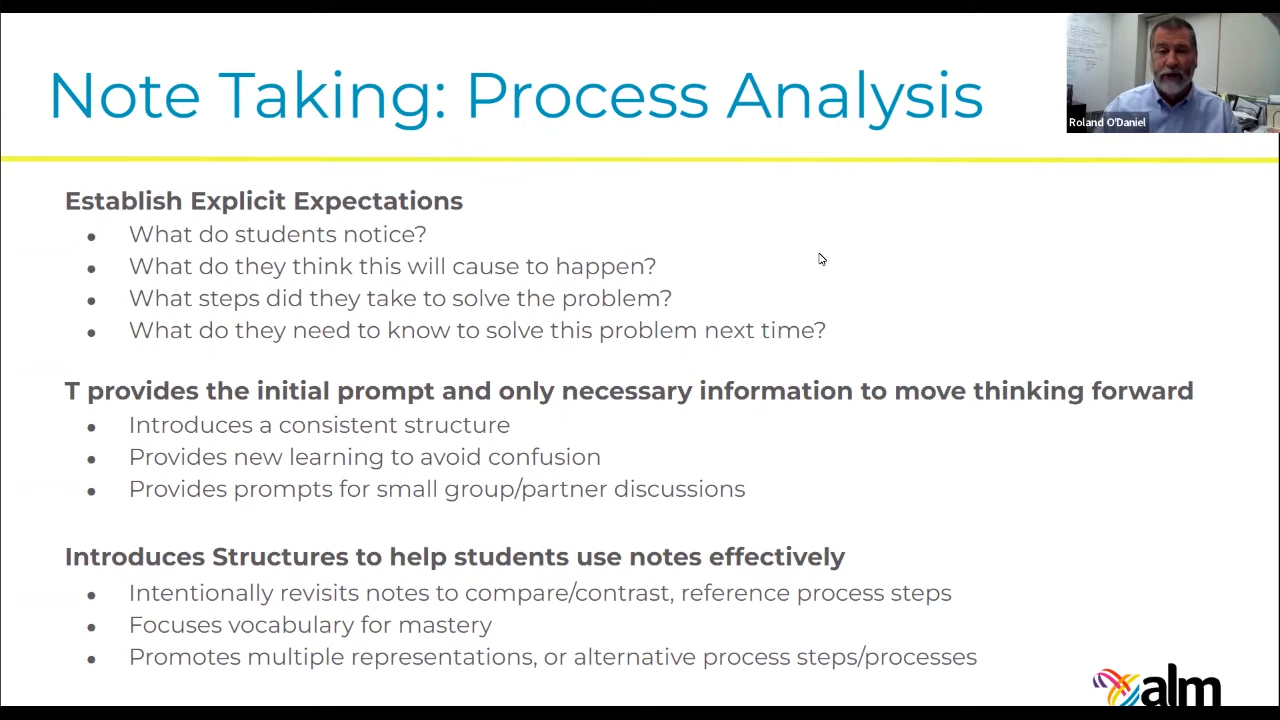 Note Taking: Process Analysis
Roland O'Daniel
Establish Explicit Expectations
• What do students notice?
• What do they think this will cause to happen?
• What steps did they take to solve the problem?
• What do they need to know to solve this problem next time?
T provides the initial prompt and only necessary information to move thinking forward
• Introduces a consistent structure
• Provides new learning to avoid confusion
• Provides prompts for small group/partner discussions
Introduces Structures to help students use notes effectively
• Intentionally revisits notes to compare/contrast, reference process steps
• Focuses vocabulary for mastery
• Promotes multiple representations, or alternative process steps/processes
alm